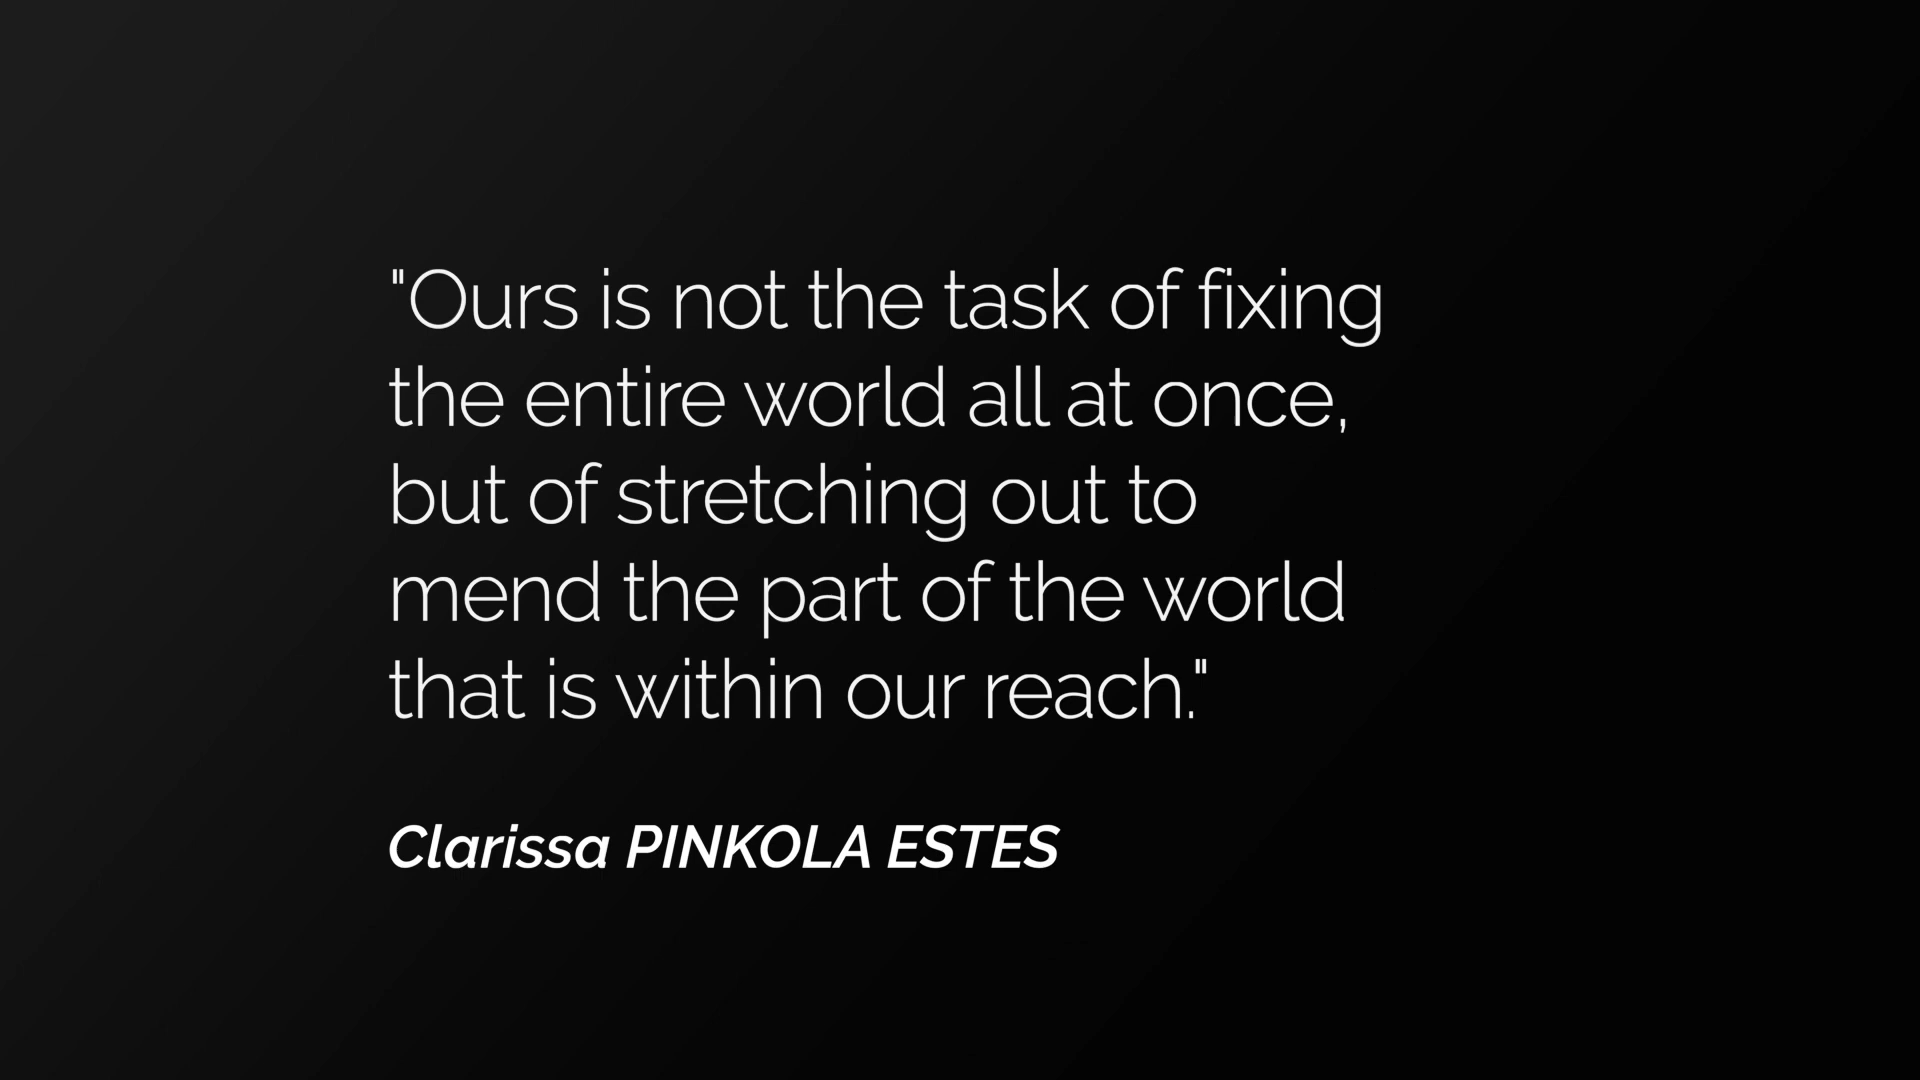 "Ours is not the task of fixing
the entire world all at once,
but of stretching out to
mend the part of the world
that is within our reach."
Clarissa PINKOLA ESTES